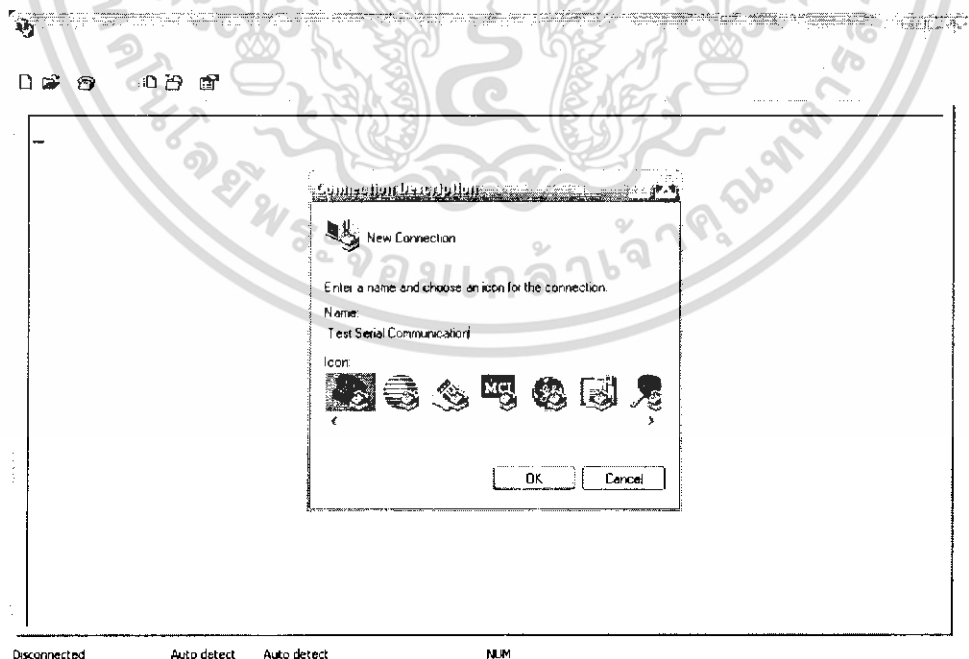 Connection Description
New Connection
Enter a name and choose an icon for the connection.
Name:
Test Serial Communication
Icon:
MCI
OK Cancel
Disconnected Auto detect Auto detect NUM